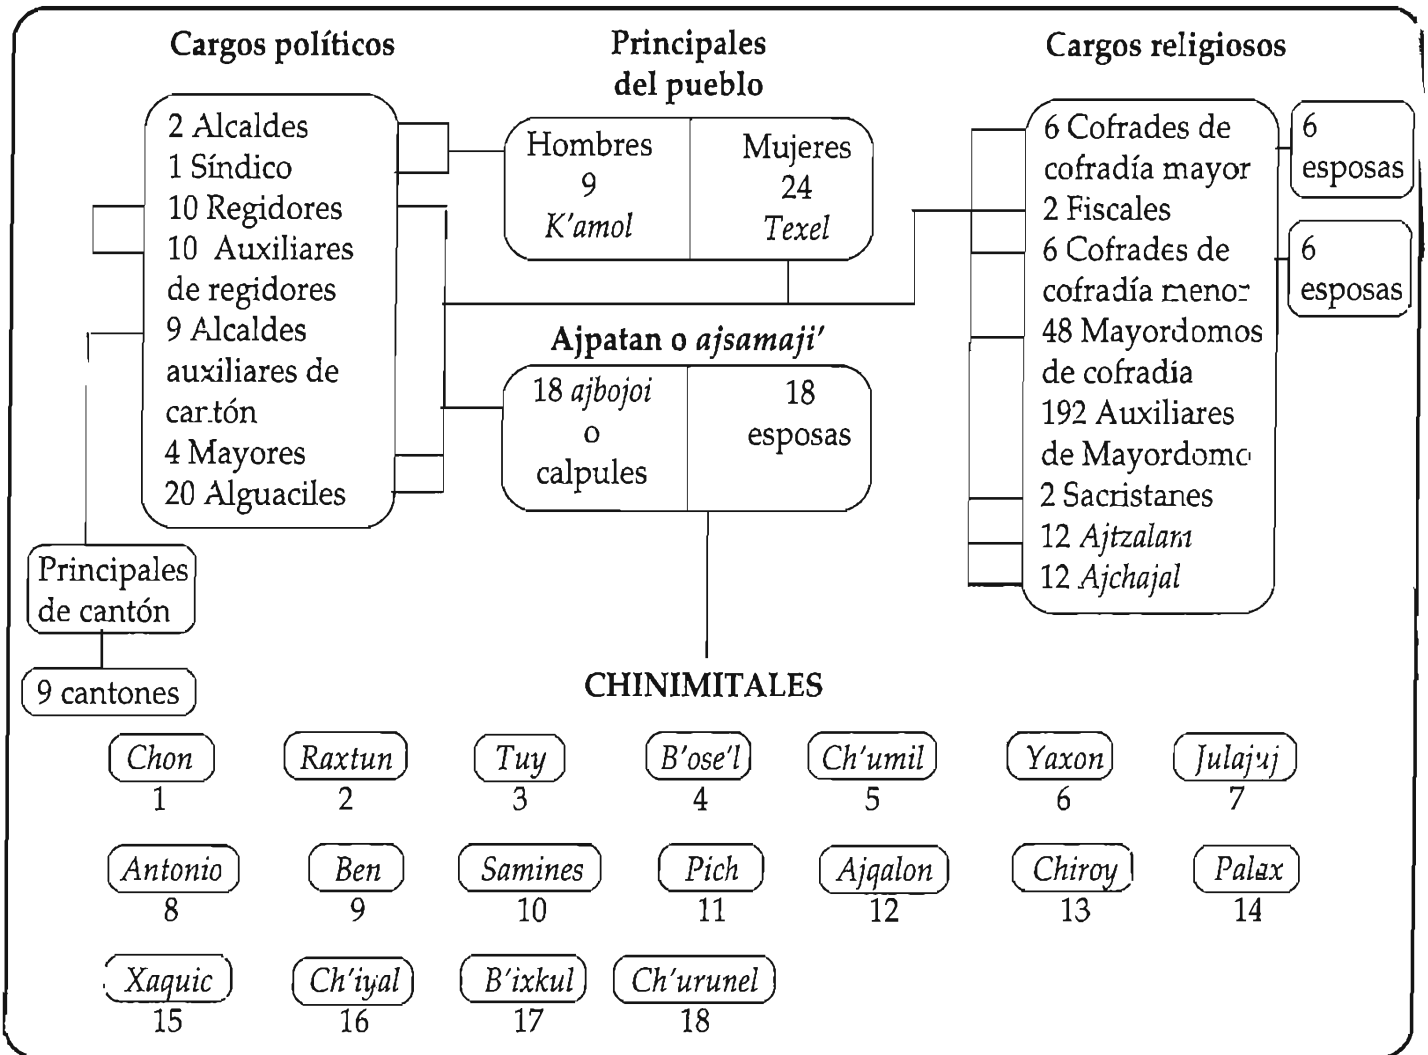 Cargos políticos
2 Alcaldes
1 Síndico
10 Regidores
10 Auxiliares
de regidores
9 Alcaldes
auxiliares de
cartón
4 Mayores
20 Alguaciles
Principales
de cantón
9 cantones
Principales
del pueblo
Hombres
9
K'amol
Mujeres
24
Texel
Ajpatan o ajsamaji'
18 ajbojoi
o
calpules
18
esposas
Cargos religiosos
6 Cofrades de
cofradía mayor
2 Fiscales
6 Cofrades de
cofradía menor
48 Mayordomos
de cofradia
192 Auxiliares
de Mayordomo
2 Sacristanes
12 Ajtzalam
12 Ajchajal
6
esposas
6
esposas
CHINIMITALES
Chon
1
Raxtun
2
Tuy
3
B'ose'l
4
Ch'umil
5
Yaxon
6
Julajuj
7
Antonio
8
Ben
9
Samines
10
Pich
11
Ajqalon
12
Chiroy
13
Palax
14
Xaquic
15
Ch'iyal
16
B'ixkul
17
Ch'urunel
18